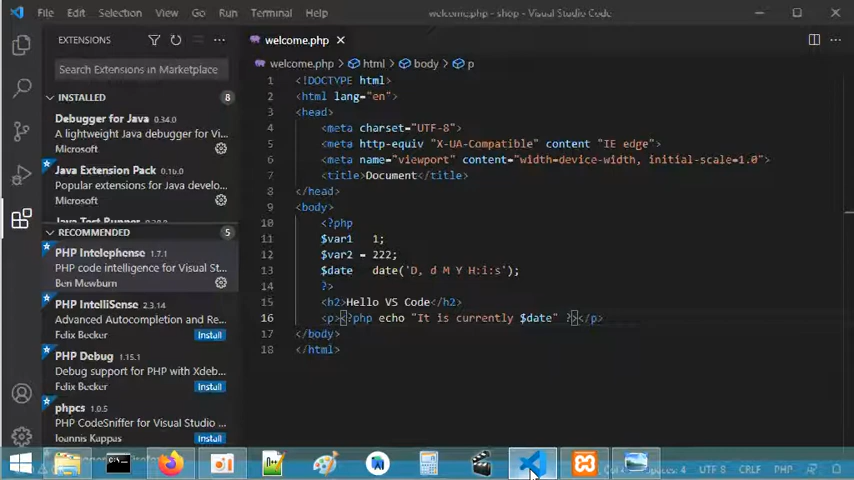 File Edit Selection View Go Run Terminal Help welcome.php - shop - Visual Studio Code
EXTENSIONS
welcome.php
Search Extensions in Marketplace
welcome.php > html > body > p
INSTALLED 8
Debugger for Java 0.34.0
A lightweight Java debugger for Vi...
Microsoft
Java Extension Pack 0.16.0
Popular extensions for Java develo...
Microsoft
Java Test Runner
RECOMMENDED 5
PHP Intelephense 1.7.1
PHP code intelligence for Visual St...
Ben Mewburn
PHP IntelliSense 2.3.14
Advanced Autocompletion and Re...
Felix Becker Install
PHP Debug 1.15.1
Debug support for PHP with Xdeb...
Felix Becker Install
phpcs 1.0.5
PHP CodeSniffer for Visual Studio ...
Ioannis Kappas Install
1 <!DOCTYPE html>
2 <html lang="en">
3 <head>
4 <meta charset="UTF-8">
5 <meta http-equiv "X-UA-Compatible" content "IE edge">
6 <meta name="viewport" content="width=device-width, initial-scale=1.0">
7 <title>Document</title>
8 </head>
9 <body>
10 <?php
11 $var1 1;
12 $var2 = 222;
13 $date date('D, d M Y H:i:s');
14 ?>
15 <h2>Hello VS Code</h2>
16 <p><?php echo "It is currently $date" ?></p>
17 </body>
18 </html>
Spaces: 4 UTF 8 CRLF PHP